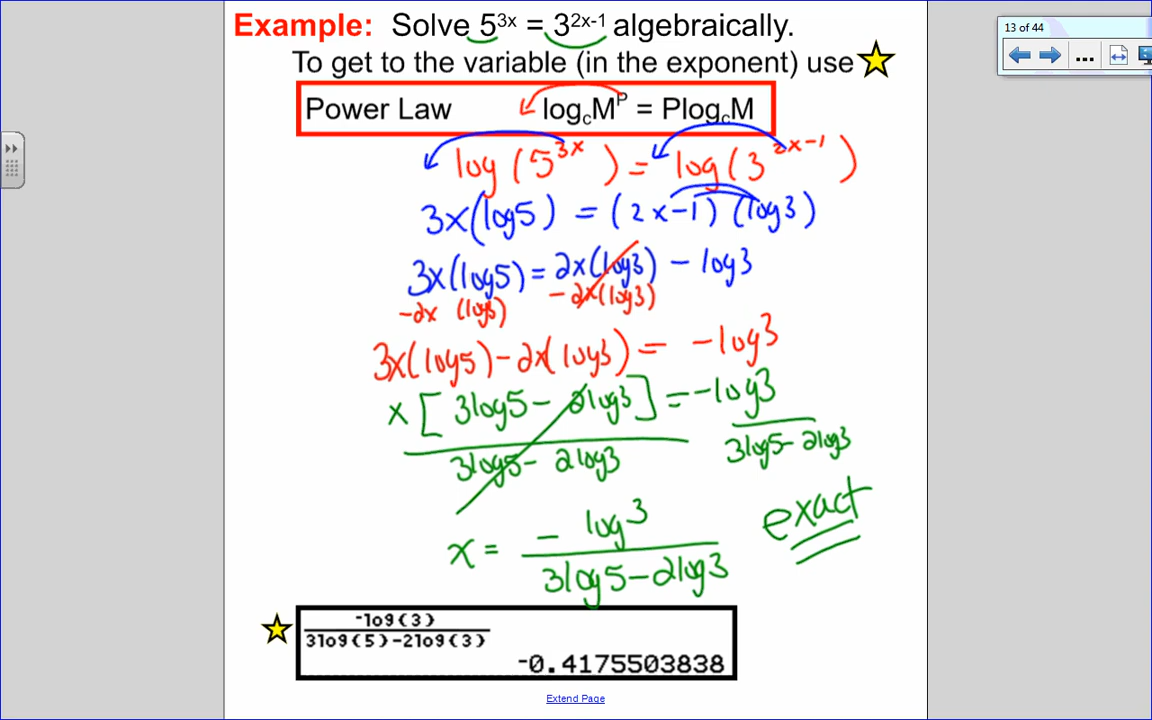 Example: Solve 5^3x = 3^2x-1 algebraically.
13 of 44
To get to the variable (in the exponent) use
...
Power Law log_cM^P = Plog_cM
log(5^3x) = log(3^2x-1)
3x(log5) = (2x-1)(log3)
3x(log5) = 2x(log3) - log3
-2x (log3) -2x(log3)
3x(log5) - 2x(log3) = -log3
x[3log5 - 2log3] = -log3
3log5 - 2log3 3log5 - 2log3
exact
x = -log3
3log5 - 2log3
-log(3)
3log(5)-2log(3)
-0.4175503838
Extend Page